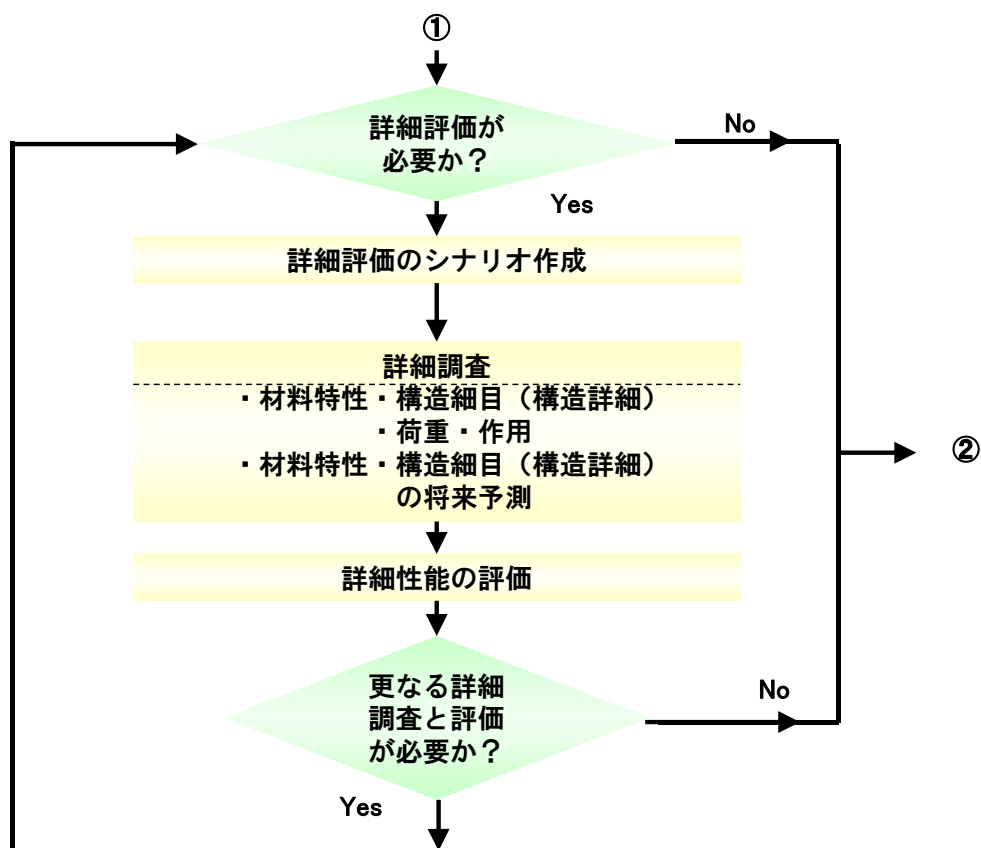 ①
詳細評価が
必要か？
No
Yes
詳細評価のシナリオ作成
詳細調査
・材料特性・構造細目（構造詳細）
・荷重・作用
・材料特性・構造細目（構造詳細）
の将来予測
②
詳細性能の評価
更なる詳細
調査と評価
が必要か？
No
Yes